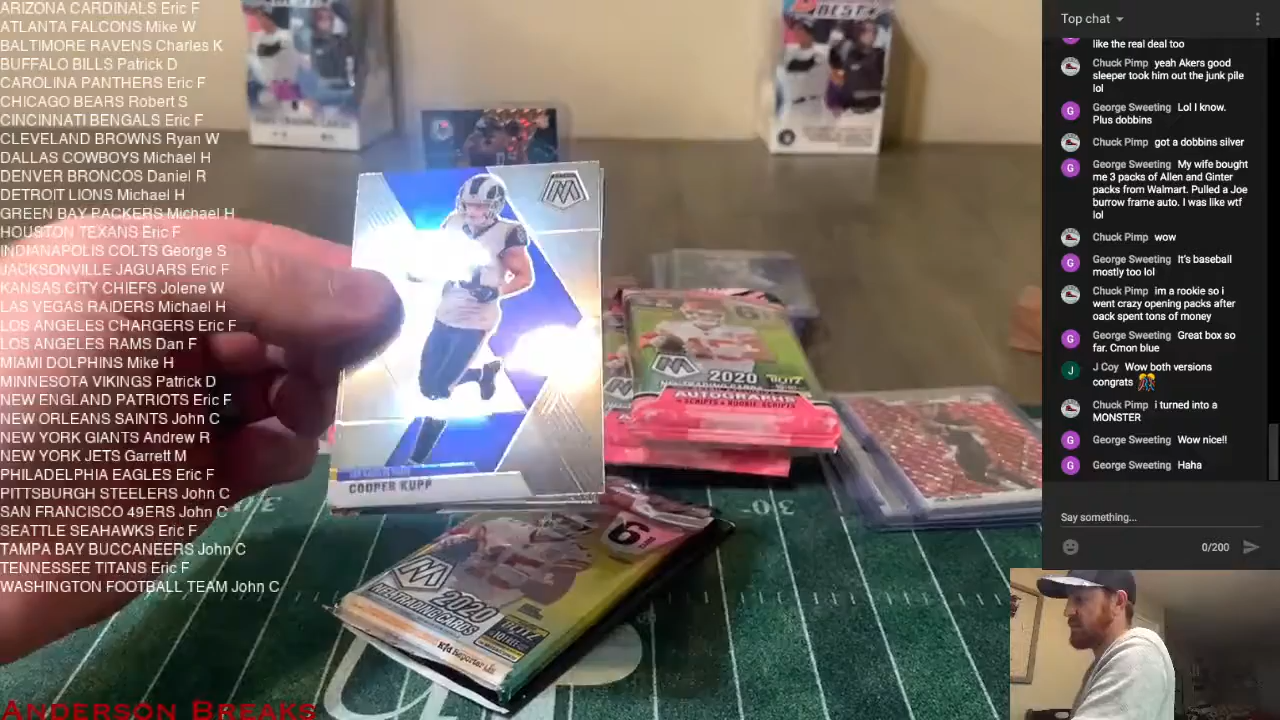 ARIZONA CARDINALS Eric F
ATLANTA FALCONS Mike W
BALTIMORE RAVENS Charles K
BUFFALO BILLS Patrick D
CAROLINA PANTHERS Eric F
CHICAGO BEARS Robert S
CINCINNATI BENGALS Eric F
CLEVELAND BROWNS Ryan W
DALLAS COWBOYS Michael H
DENVER BRONCOS Daniel R
DETROIT LIONS Michael H
GREEN BAY PACKERS Michael H
HOUSTON TEXANS Eric F
INDIANAPOLIS COLTS George S
JACKSONVILLE JAGUARS Eric F
KANSAS CITY CHIEFS Jolene W
LAS VEGAS RAIDERS Michael H
LOS ANGELES CHARGERS Eric F
LOS ANGELES RAMS Dan F
MIAMI DOLPHINS Mike H
MINNESOTA VIKINGS Patrick D
NEW ENGLAND PATRIOTS Eric F
NEW ORLEANS SAINTS John C
NEW YORK GIANTS Andrew R
NEW YORK JETS Garrett M
PHILADELPHIA EAGLES Eric F
PITTSBURGH STEELERS John C
SAN FRANCISCO 49ERS John C
SEATTLE SEAHAWKS Eric F
TAMPA BAY BUCCANEERS John C
TENNESSEE TITANS Eric F
WASHINGTON FOOTBALL TEAM John C
ANDERSON BREAKS
COOPER KUPP
2020
AUTOGRAPHS
30
6
2020
NFL TRADING CARDS
Top chat
like the real deal too
Chuck Pimp yeah Akers good
sleeper took him out the junk pile
lol
George Sweeting Lol I know.
Plus dobbins
Chuck Pimp got a dobbins silver
George Sweeting My wife bought
me 3 packs of Allen and Ginter
packs from Walmart. Pulled a Joe
burrow frame auto. I was like wtf
lol
Chuck Pimp wow
George Sweeting It's baseball
mostly too lol
Chuck Pimp im a rookie so i
went crazy opening packs after
oack spent tons of money
George Sweeting Great box so
far. Cmon blue
J Coy Wow both versions
congrats
Chuck Pimp i turned into a
MONSTER
George Sweeting Wow nice!!
George Sweeting Haha
Say something...
0/200